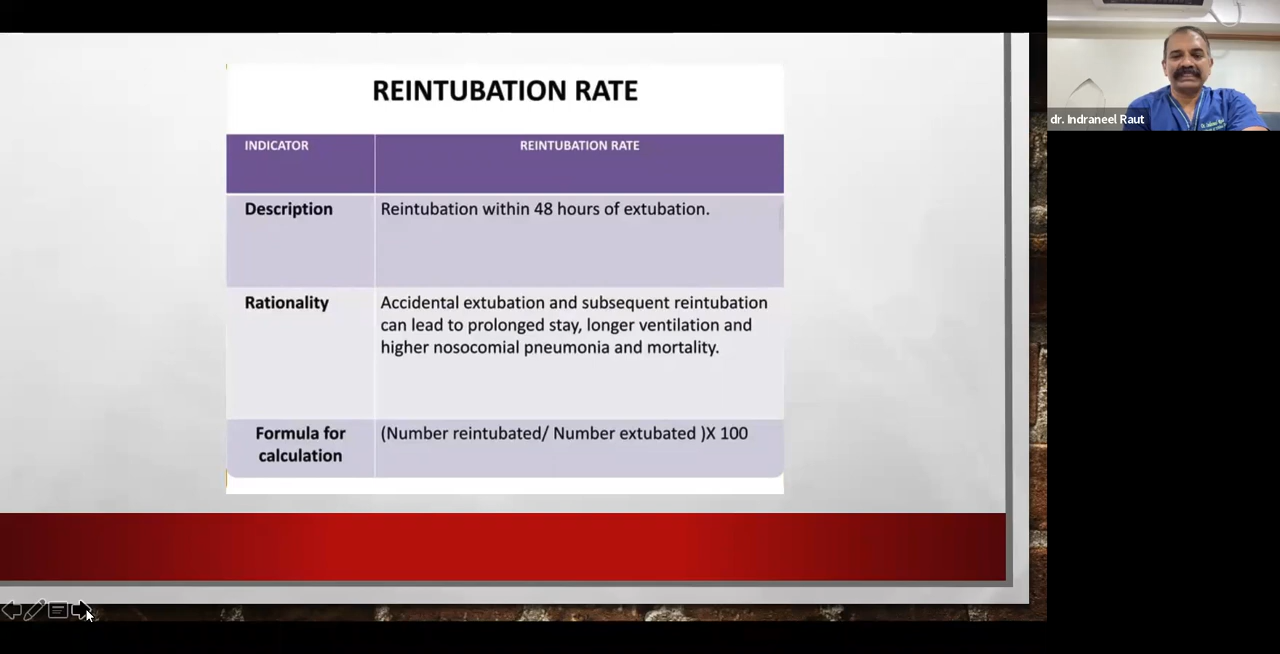 REINTUBATION RATE
INDICATOR
REINTUBATION RATE
Description
Reintubation within 48 hours of extubation.
Rationality
Accidental extubation and subsequent reintubation
can lead to prolonged stay, longer ventilation and
higher nosocomial pneumonia and mortality.
Formula for
calculation
(Number reintubated/ Number extubated )X 100
dr. Indraneel Raut